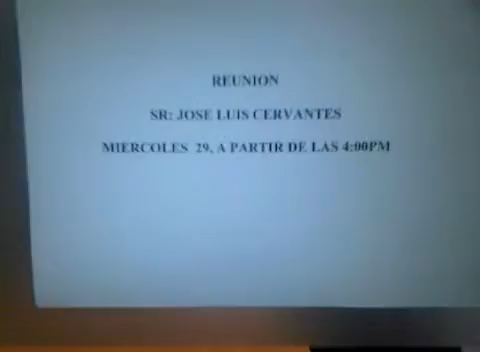 REUNION
SR: JOSE LUIS CERVANTES
MIERCOLES 29, A PARTIR DE LAS 4:00PM